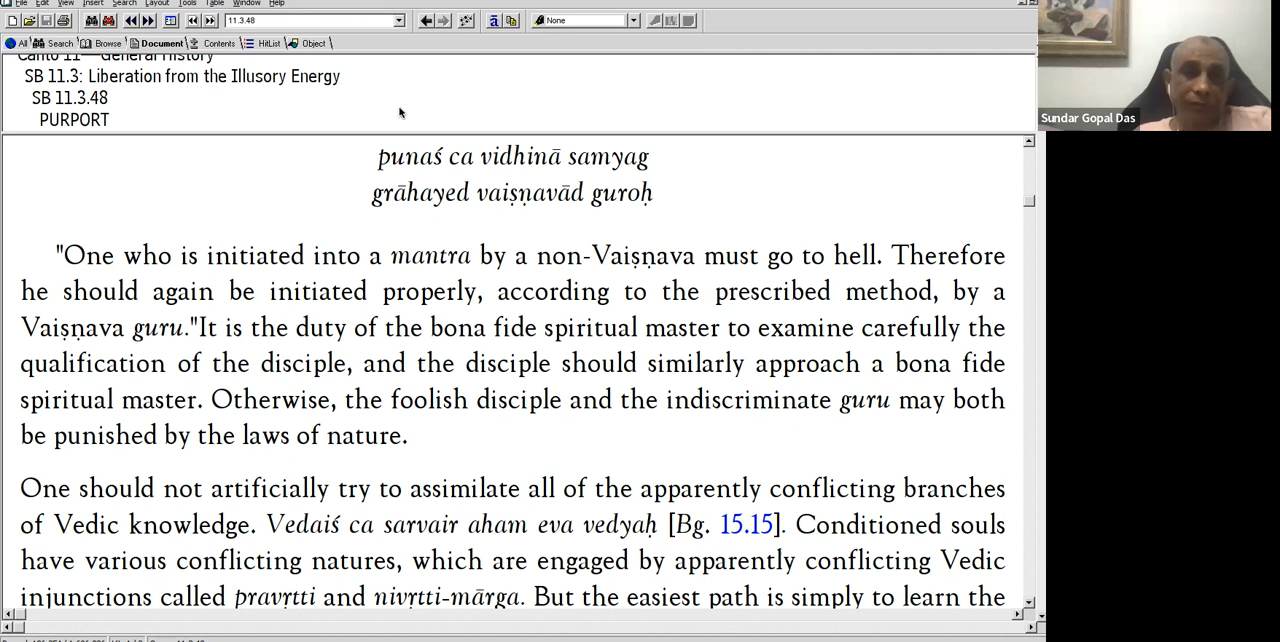 File Edit View Insert Search Layout Tools Table Window Help
11.3.48
None
All Search Browse Document Contents HitList Object
Canto 11—General History
SB 11.3: Liberation from the Illusory Energy
SB 11.3.48
PURPORT
Sundar Gopal Das
punaś ca vidhinā samyag
grāhayed vaiṣṇavād guroḥ
"One who is initiated into a mantra by a non-Vaiṣṇava must go to hell. Therefore
he should again be initiated properly, according to the prescribed method, by a
Vaiṣṇava guru."It is the duty of the bona fide spiritual master to examine carefully the
qualification of the disciple, and the disciple should similarly approach a bona fide
spiritual master. Otherwise, the foolish disciple and the indiscriminate guru may both
be punished by the laws of nature.
One should not artificially try to assimilate all of the apparently conflicting branches
of Vedic knowledge. Vedaiś ca sarvair aham eva vedyaḥ [Bg. 15.15]. Conditioned souls
have various conflicting natures, which are engaged by apparently conflicting Vedic
injunctions called pravṛtti and nivṛtti-mārga. But the easiest path is simply to learn the